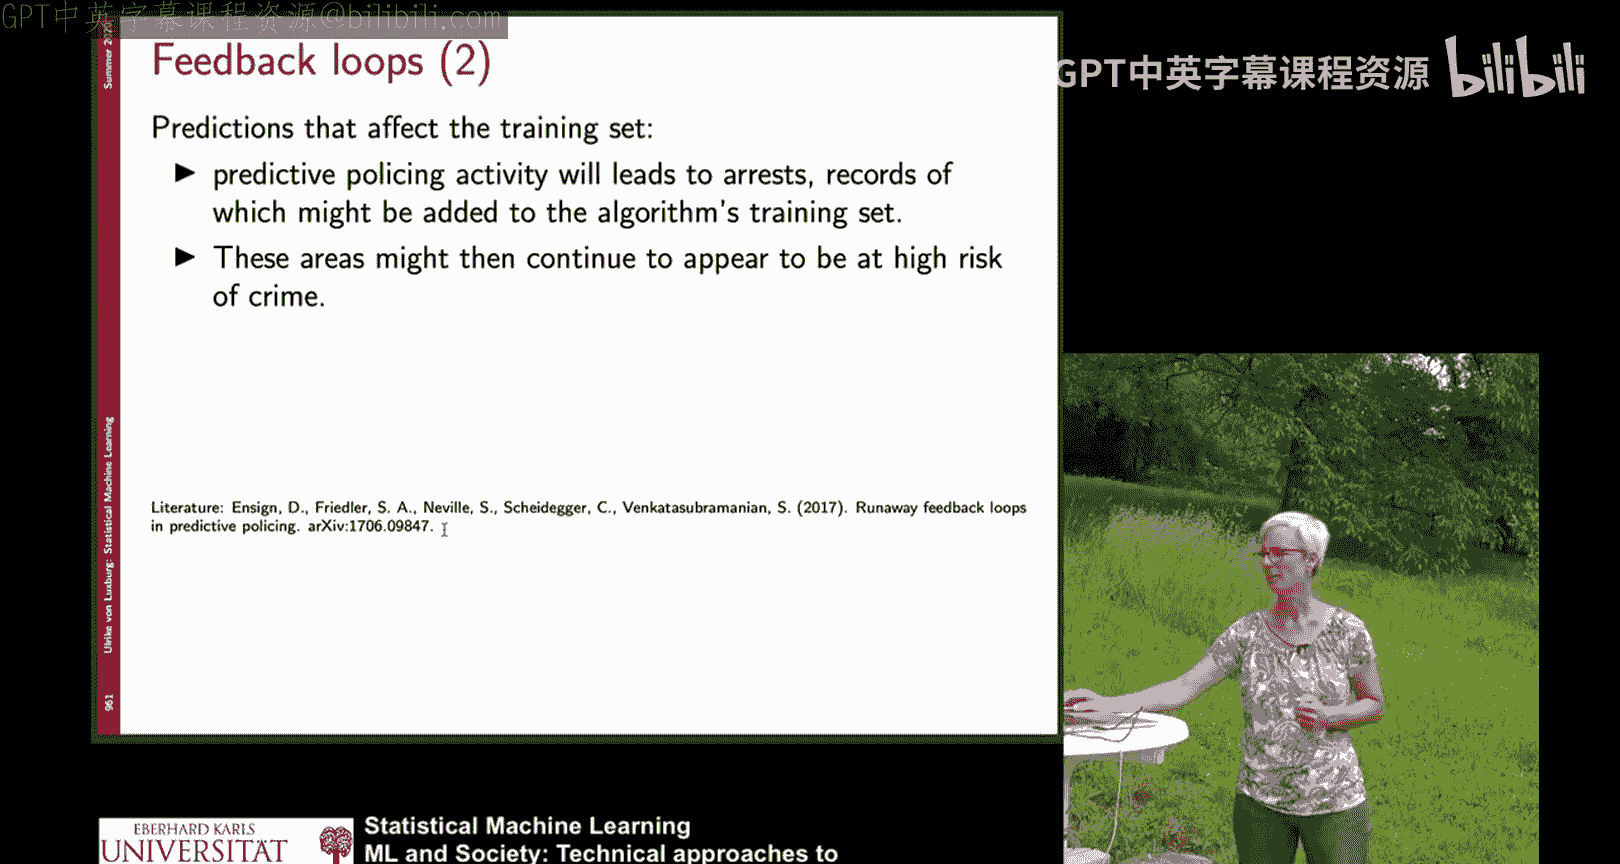 GPT中英字幕课程资源@bilibili.com
GPT中英字幕课程资源 bilibili
Summer 2020
Feedback loops (2)
Predictions that affect the training set:
▶ predictive policing activity will leads to arrests, records of
which might be added to the algorithm's training set.
▶ These areas might then continue to appear to be at high risk
of crime.
Literature: Ensign, D., Friedler, S. A., Neville, S., Scheidegger, C., Venkatasubramanian, S. (2017). Runaway feedback loops
in predictive policing. arXiv:1706.09847.
Ulrike von Luxburg: Statistical Machine Learning
961
EBERHARD KARLS
UNIVERSITÄT
Statistical Machine Learning
ML and Society: Technical approaches to